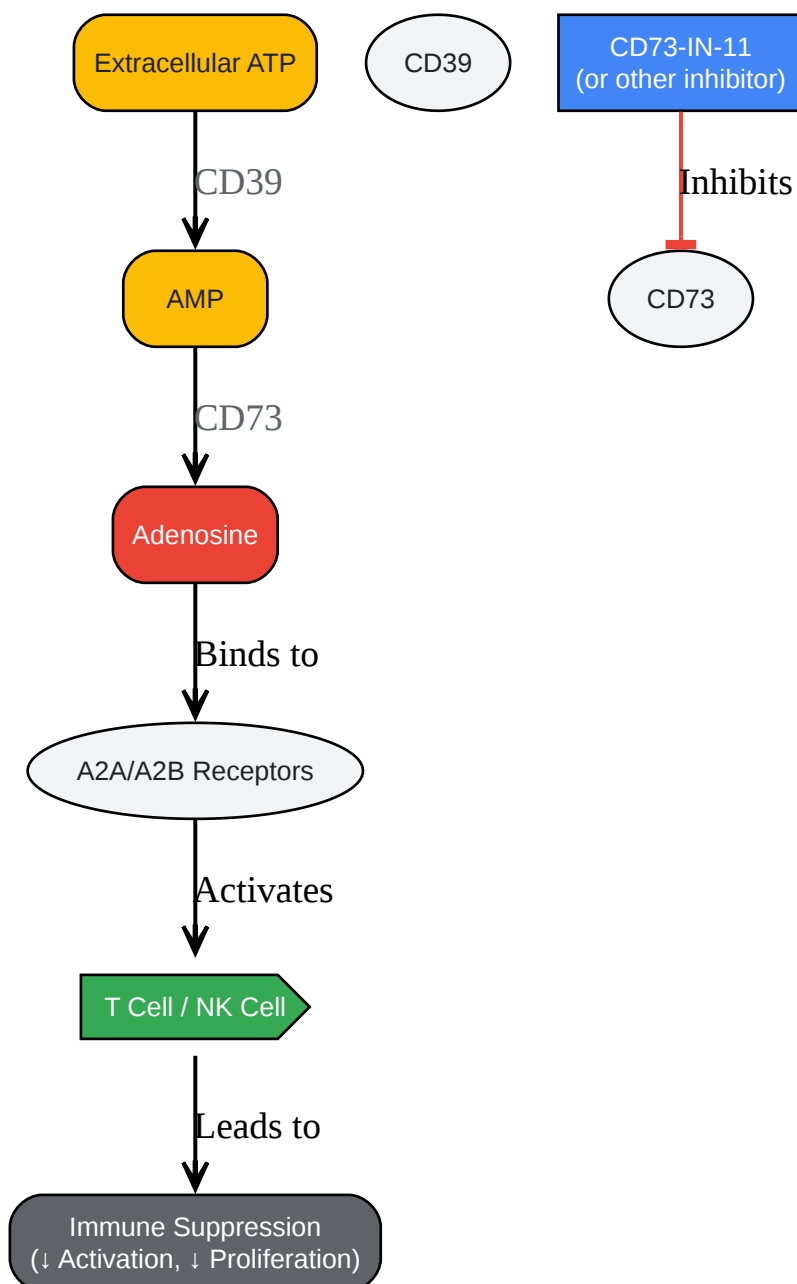 Extracellular ATP
CD39
CD73-IN-11
(or other inhibitor)
CD39
Inhibits
AMP
CD73
CD73
Adenosine
Binds to
A2A/A2B Receptors
Activates
T Cell / NK Cell
Leads to
Immune Suppression
(↓ Activation, ↓ Proliferation)